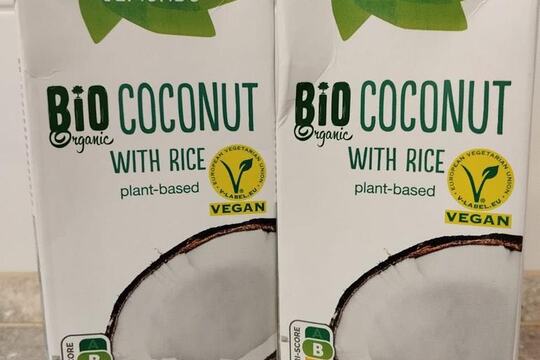 BiO Organic COCONUT
WITH RICE
plant-based
EUROPEAN VEGETARIAN UNION
V-LABEL.EU
VEGAN
A
B
BiO Organic COCONUT
WITH RICE
plant-based
EUROPEAN VEGETARIAN UNION
V-LABEL.EU
VEGAN
A
B